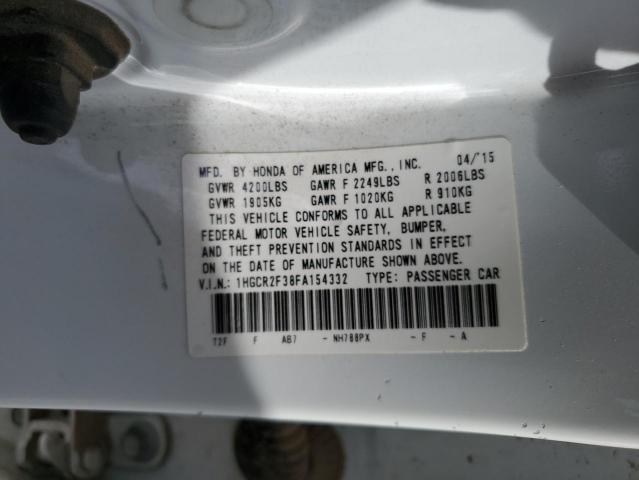 MFD. BY HONDA OF AMERICA MFG., INC. 04/'15
GVWR 4200LBS GAWR F 2249LBS R 2006LBS
GVWR 1905KG GAWR F 1020KG R 910KG
THIS VEHICLE CONFORMS TO ALL APPLICABLE
FEDERAL MOTOR VEHICLE SAFETY, BUMPER,
AND THEFT PREVENTION STANDARDS IN EFFECT
ON THE DATE OF MANUFACTURE SHOWN ABOVE.
V.I.N.: 1HGCR2F38FA154332 TYPE: PASSENGER CAR
T2F F AB7 - NH788PX - F - A